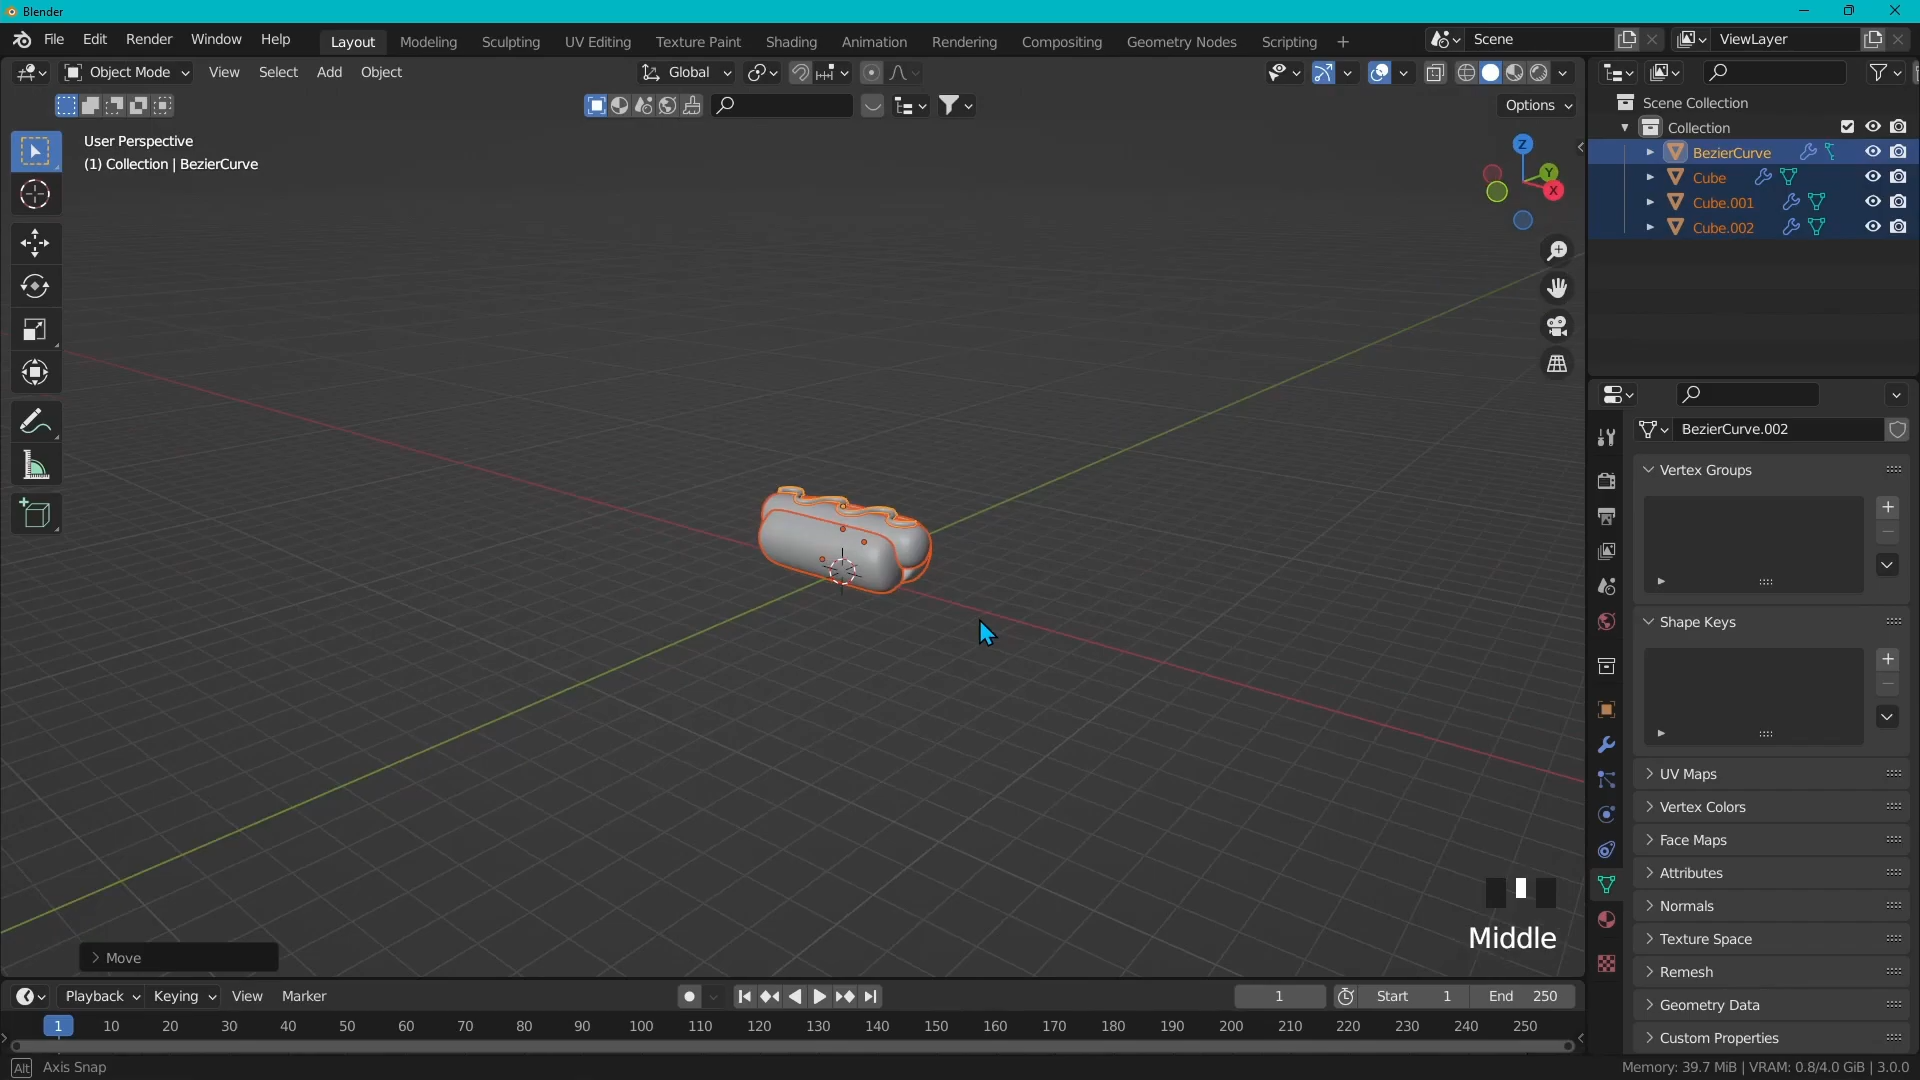 Blender
File Edit Render Window Help Layout Modeling Sculpting UV Editing Texture Paint Shading Animation Rendering Compositing Geometry Nodes Scripting + Scene ViewLayer
Object Mode View Select Add Object Global
Options
User Perspective
(1) Collection | BezierCurve
Z
Y
X
Scene Collection
Collection
BezierCurve
Cube
Cube.001
Cube.002
BezierCurve.002
Vertex Groups
Shape Keys
UV Maps
Vertex Colors
Face Maps
Attributes
Normals
Texture Space
Remesh
Geometry Data
Custom Properties
Middle
Move
Playback Keying View Marker 1 Start 1 End 250
1 10 20 30 40 50 60 70 80 90 100 110 120 130 140 150 160 170 180 190 200 210 220 230 240 250
Alt Axis Snap
Memory: 39.7 MiB | VRAM: 0.8/4.0 GiB | 3.0.0